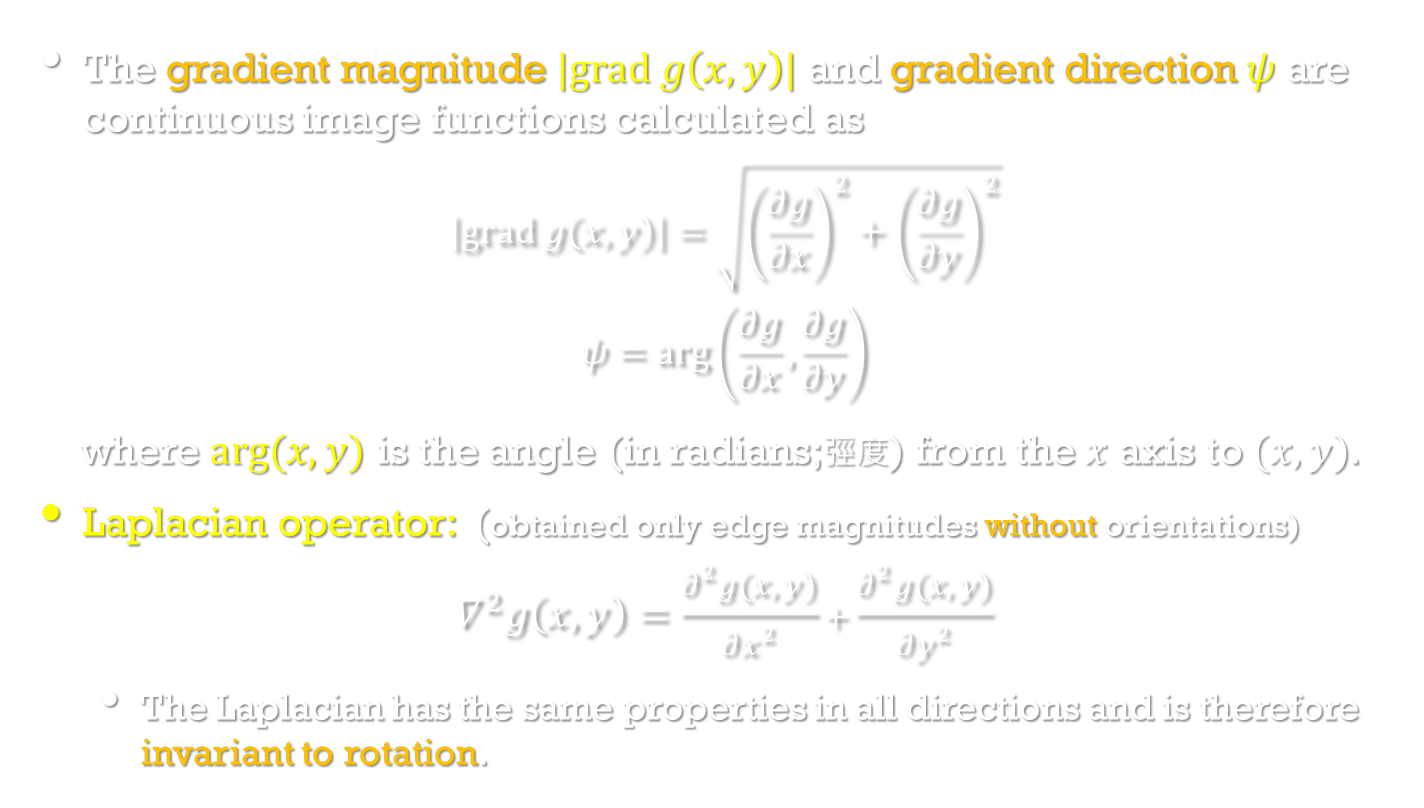 • The gradient magnitude |grad g(x, y)| and gradient direction ψ are
continuous image functions calculated as
|grad g(x, y)| = √((∂g/∂x)² + (∂g/∂y)²)
ψ = arg(∂g/∂x, ∂g/∂y)
where arg(x, y) is the angle (in radians;彈度) from the x axis to (x, y).
• Laplacian operator: (obtained only edge magnitudes without orientations)
∇²g(x, y) = ∂²g(x, y)/∂x² + ∂²g(x, y)/∂y²
• The Laplacian has the same properties in all directions and is therefore
invariant to rotation.